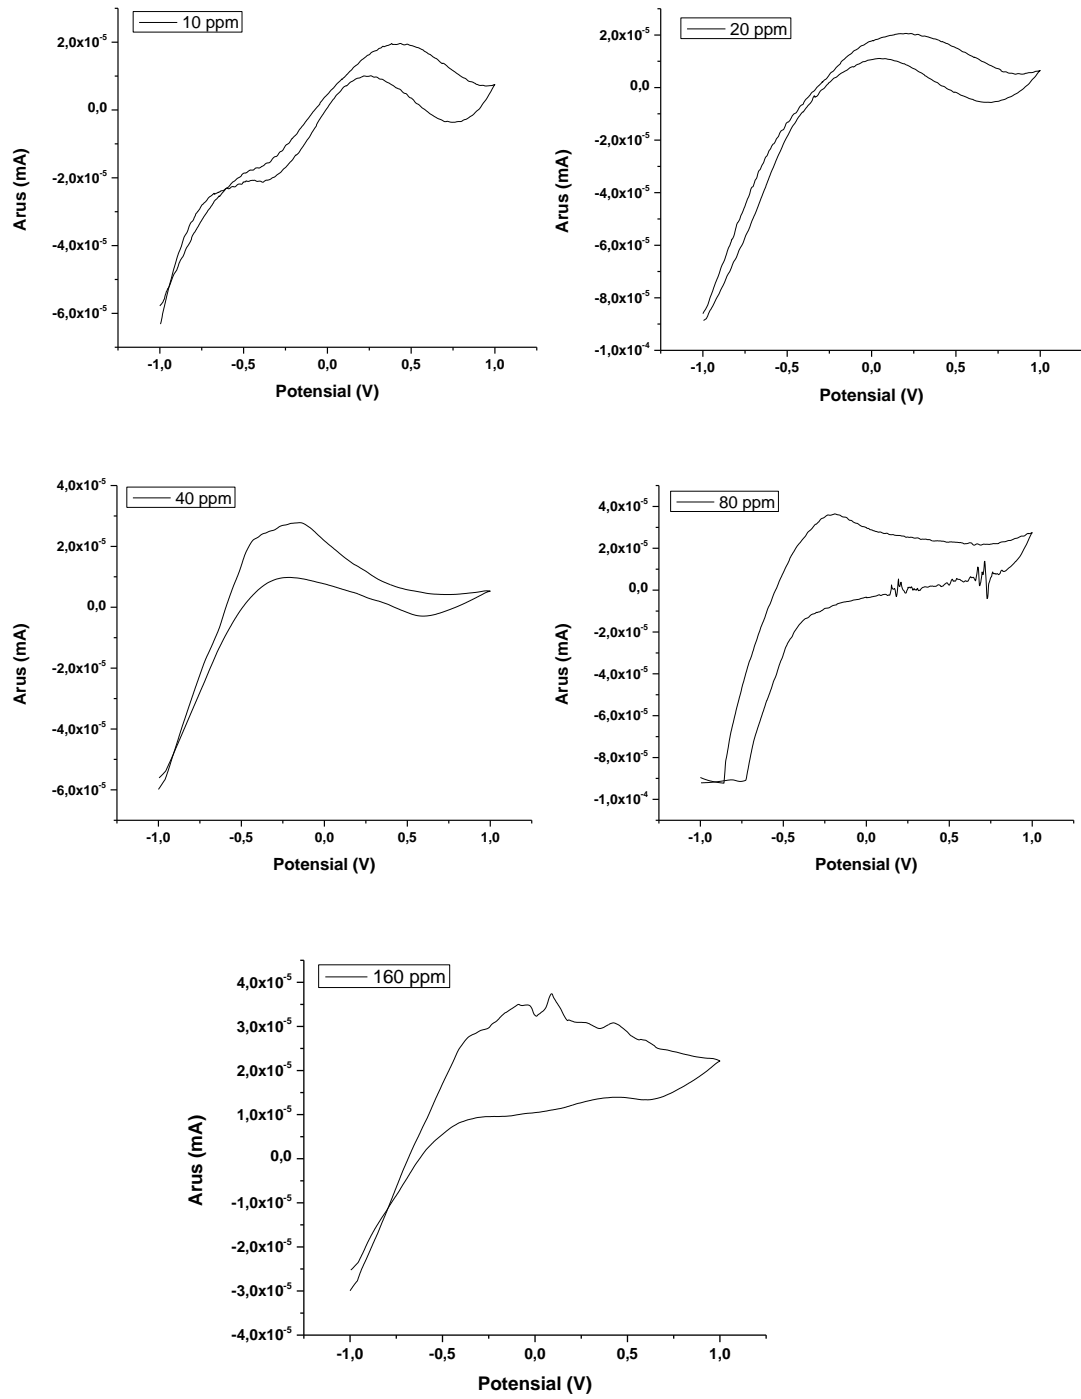 10 ppm
2,0x10⁻⁵
0,0
-2,0x10⁻⁵
-4,0x10⁻⁵
-6,0x10⁻⁵
Arus (mA)
-1,0 -0,5 0,0 0,5 1,0
Potensial (V)
20 ppm
2,0x10⁻⁵
0,0
-2,0x10⁻⁵
-4,0x10⁻⁵
-6,0x10⁻⁵
-8,0x10⁻⁵
-1,0x10⁻⁴
Arus (mA)
-1,0 -0,5 0,0 0,5 1,0
Potensial (V)
40 ppm
4,0x10⁻⁵
2,0x10⁻⁵
0,0
-2,0x10⁻⁵
-4,0x10⁻⁵
-6,0x10⁻⁵
Arus (mA)
-1,0 -0,5 0,0 0,5 1,0
Potensial (V)
80 ppm
4,0x10⁻⁵
2,0x10⁻⁵
0,0
-2,0x10⁻⁵
-4,0x10⁻⁵
-6,0x10⁻⁵
-8,0x10⁻⁵
-1,0x10⁻⁴
Arus (mA)
-1,0 -0,5 0,0 0,5 1,0
Potensial (V)
160 ppm
4,0x10⁻⁵
3,0x10⁻⁵
2,0x10⁻⁵
1,0x10⁻⁵
0,0
-1,0x10⁻⁵
-2,0x10⁻⁵
-3,0x10⁻⁵
-4,0x10⁻⁵
Arus (mA)
-1,0 -0,5 0,0 0,5 1,0
Potensial (V)